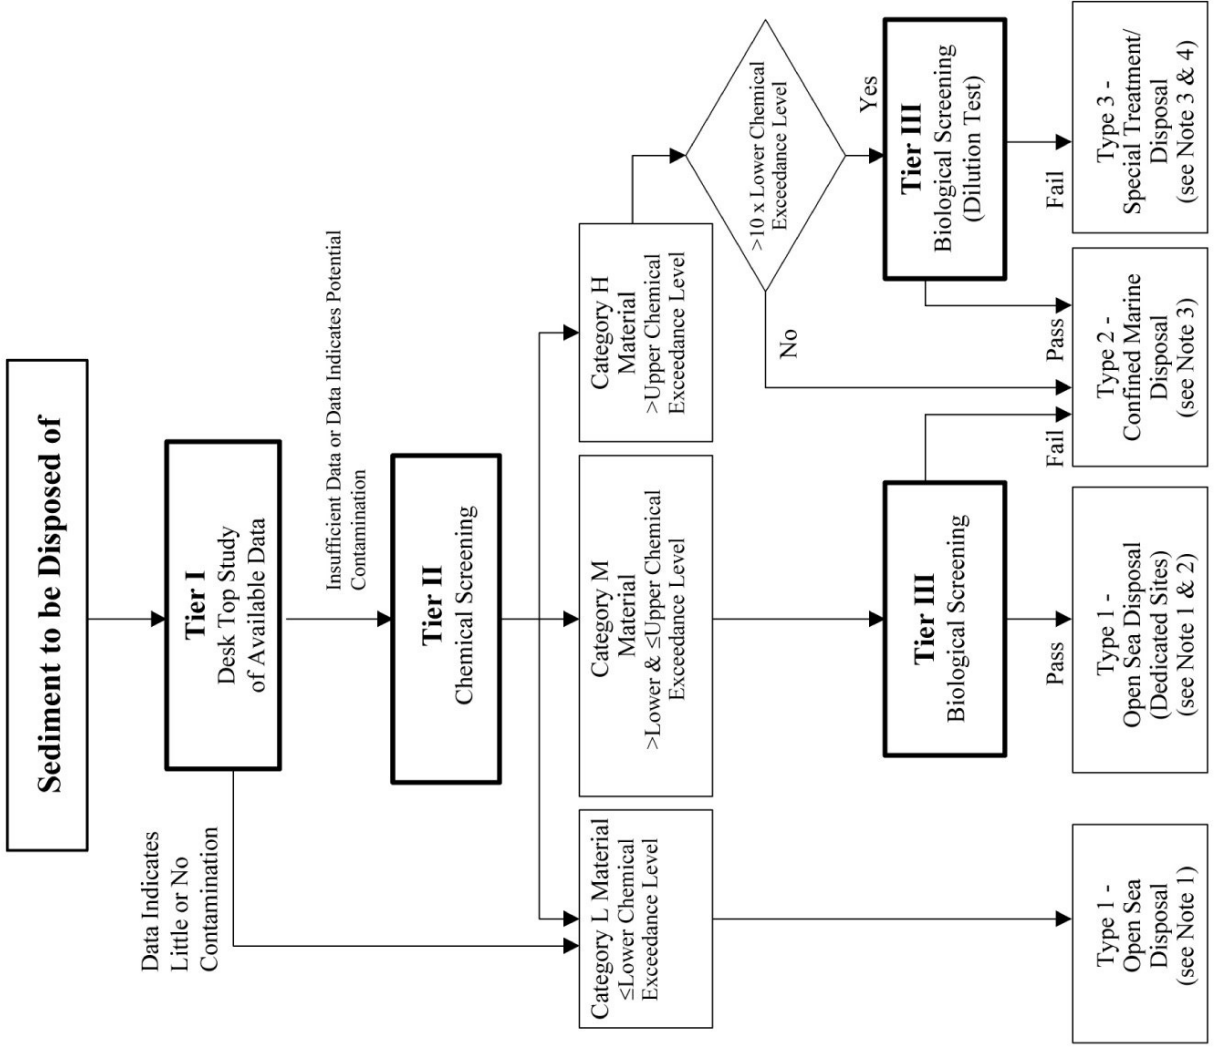 Sediment to be Disposed of
Tier I
Desk Top Study
of Available Data
Data Indicates
Little or No
Contamination
Insufficient Data or Data Indicates Potential
Contamination
Tier II
Chemical Screening
Category L Material
≤Lower Chemical
Exceedance Level
Category M
Material
>Lower & ≤Upper Chemical
Exceedance Level
Category H
Material
>Upper Chemical
Exceedance Level
>10 x Lower Chemical
Exceedance Level
No
Yes
Tier III
Biological Screening
Tier III
Biological Screening
(Dilution Test)
Pass
Fail
Pass
Fail
Type 1 -
Open Sea
Disposal
(see Note 1)
Type 1 -
Open Sea Disposal
(Dedicated Sites)
(see Note 1 & 2)
Type 2 -
Confined Marine
Disposal
(see Note 3)
Type 3 -
Special Treatment/
Disposal
(see Note 3 & 4)